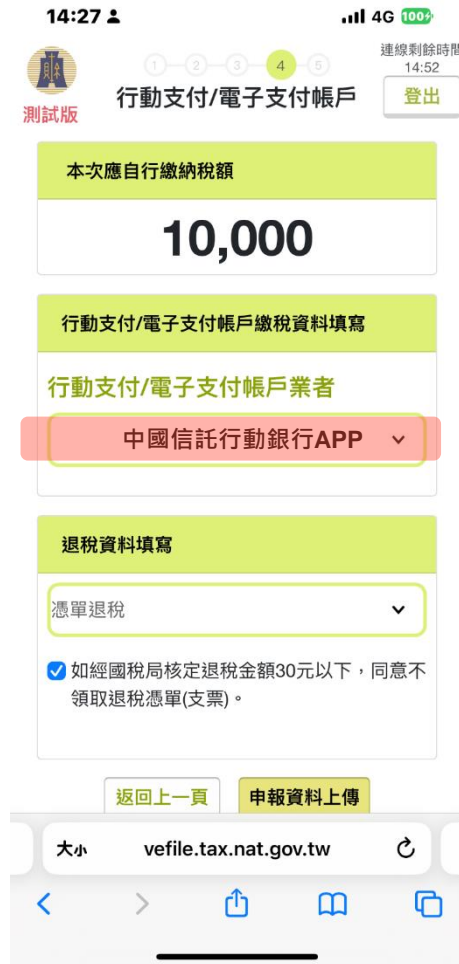 14:27
4G 100
1 2 3 4 5
連線剩餘時間
14:52
測試版
行動支付/電子支付帳戶
登出
本次應自行繳納稅額
10,000
行動支付/電子支付帳戶繳稅資料填寫
行動支付/電子支付帳戶業者
中國信託行動銀行APP
退稅資料填寫
憑單退稅
如經國稅局核定退稅金額30元以下，同意不
領取退稅憑單(支票)。
返回上一頁
申報資料上傳
大小
vefile.tax.nat.gov.tw